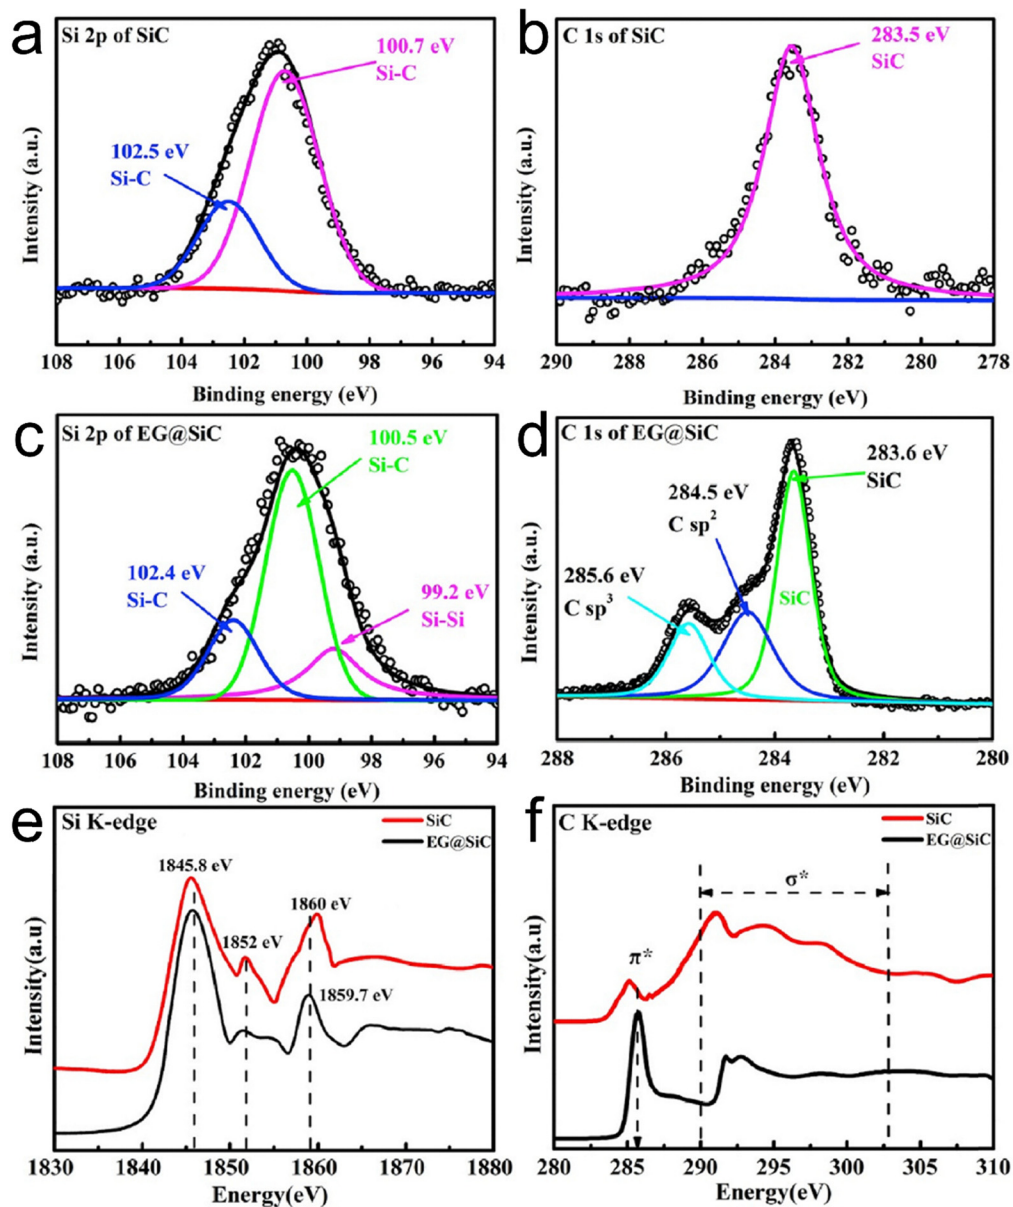 a
Si 2p of SiC
100.7 eV
Si-C
102.5 eV
Si-C
Intensity (a.u.)
108 106 104 102 100 98 96 94
Binding energy (eV)
b
C 1s of SiC
283.5 eV
SiC
Intensity (a.u.)
290 288 286 284 282 280 278
Binding energy (eV)
c
Si 2p of EG@SiC
100.5 eV
Si-C
102.4 eV
Si-C
99.2 eV
Si-Si
Intensity (a.u.)
108 106 104 102 100 98 96 94
Binding energy (eV)
d
C 1s of EG@SiC
283.6 eV
SiC
284.5 eV
C sp²
285.6 eV
C sp³
SiC
Intensity (a.u.)
288 286 284 282 280
Binding energy (eV)
e
Si K-edge
SiC
EG@SiC
1845.8 eV
1860 eV
1852 eV
1859.7 eV
Intensity(a.u)
1830 1840 1850 1860 1870 1880
Energy(eV)
f
C K-edge
SiC
EG@SiC
σ*
π*
Intensity(a.u)
280 285 290 295 300 305 310
Energy(eV)